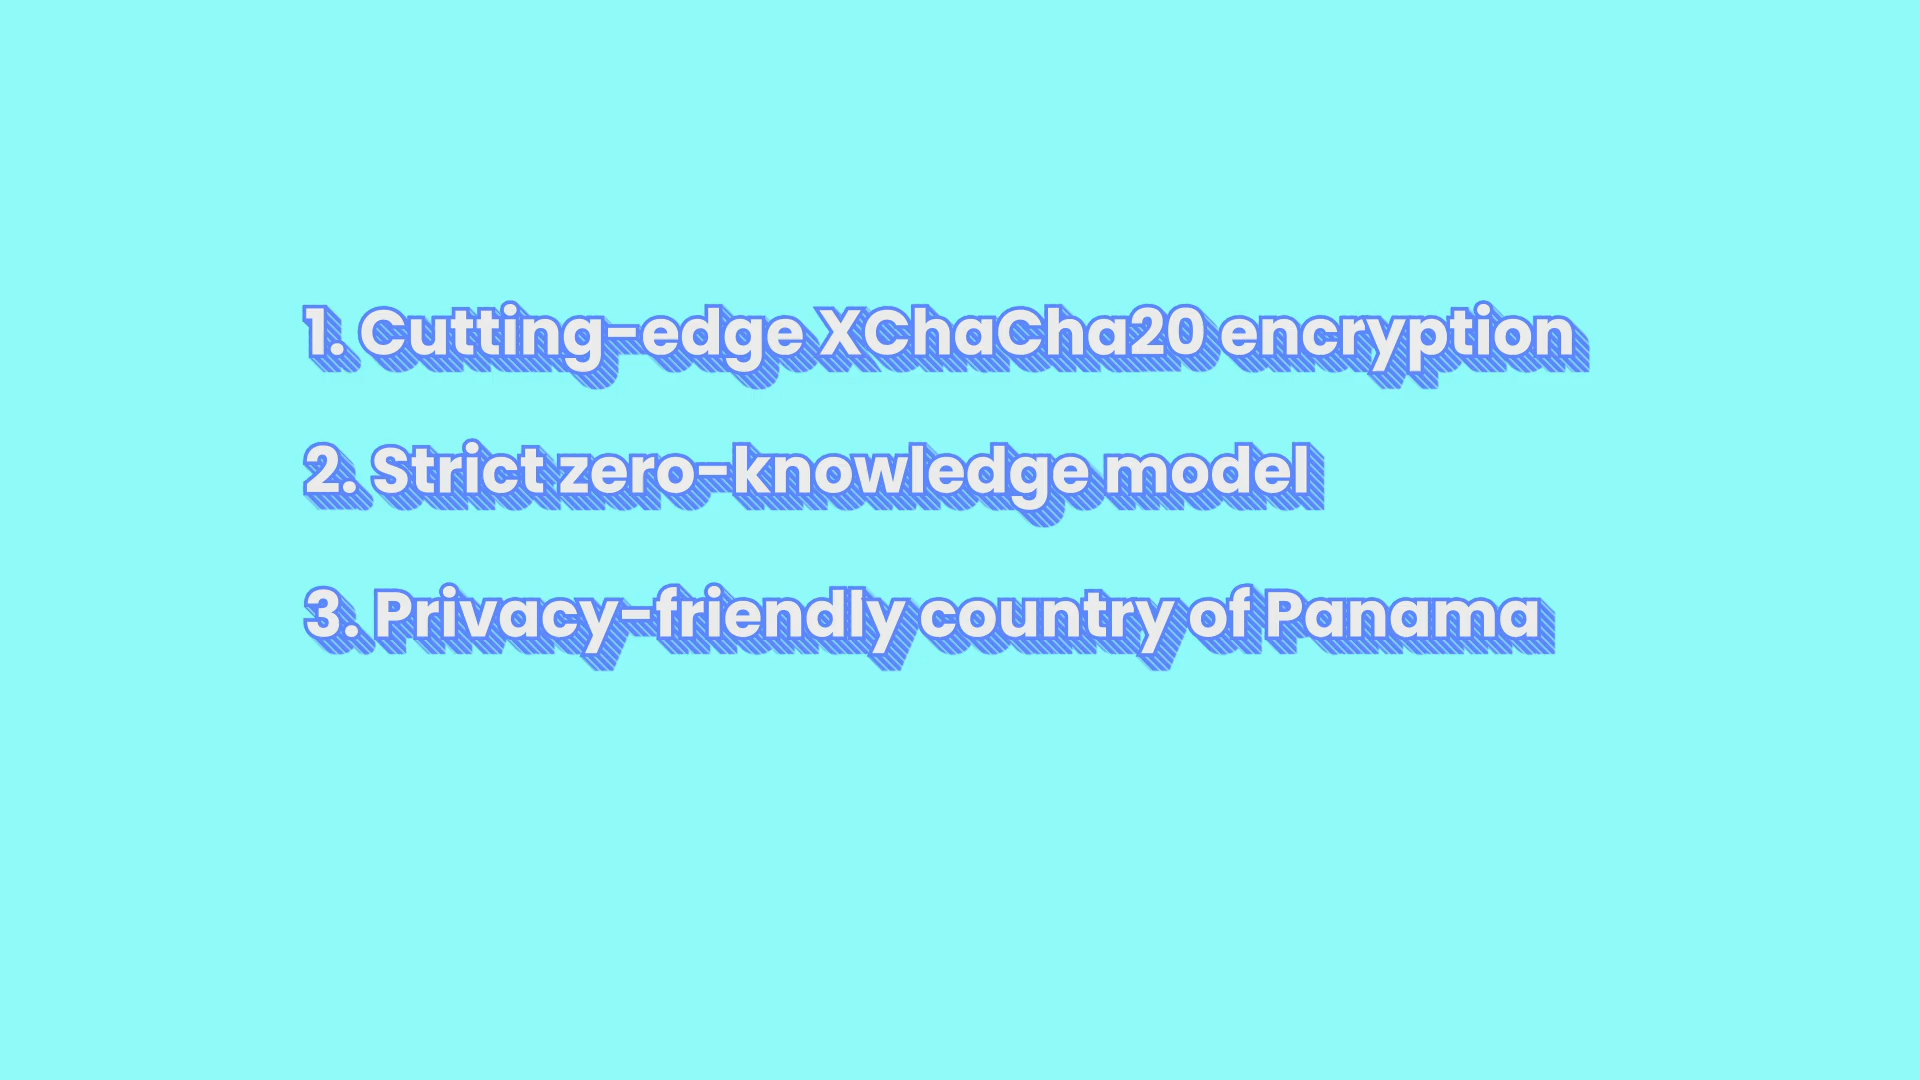 1. Cutting-edge XChaCha20 encryption
2. Strict zero-knowledge model
3. Privacy-friendly country of Panama